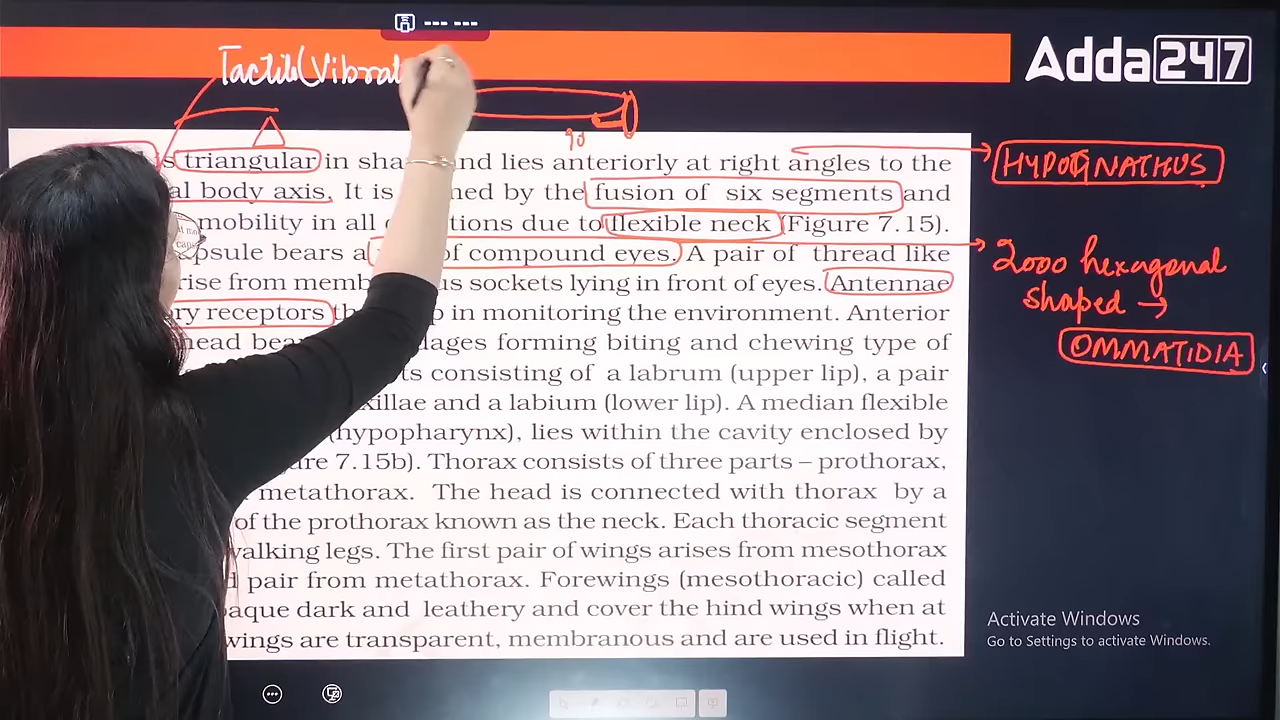 Tactile(Vibrat
Adda247
90
is triangular in sha nd lies anteriorly at right angles to the
HYPOGNATHUS
al body axis. It is med by the fusion of six segments and
mobility in all tions due to flexible neck (Figure 7.15).
psule bears a of compound eyes. A pair of thread like
2000 hexagonal
rise from memb us sockets lying in front of eyes. Antennae
shaped →
ry receptors th p in monitoring the environment. Anterior
head bea dages forming biting and chewing type of
OMMATIDIA
ts consisting of a labrum (upper lip), a pair
xillae and a labium (lower lip). A median flexible
(hypopharynx), lies within the cavity enclosed by
ure 7.15b). Thorax consists of three parts – prothorax,
metathorax. The head is connected with thorax by a
of the prothorax known as the neck. Each thoracic segment
walking legs. The first pair of wings arises from mesothorax
d pair from metathorax. Forewings (mesothoracic) called
paque dark and leathery and cover the hind wings when at
wings are transparent, membranous and are used in flight.
Activate Windows
Go to Settings to activate Windows.